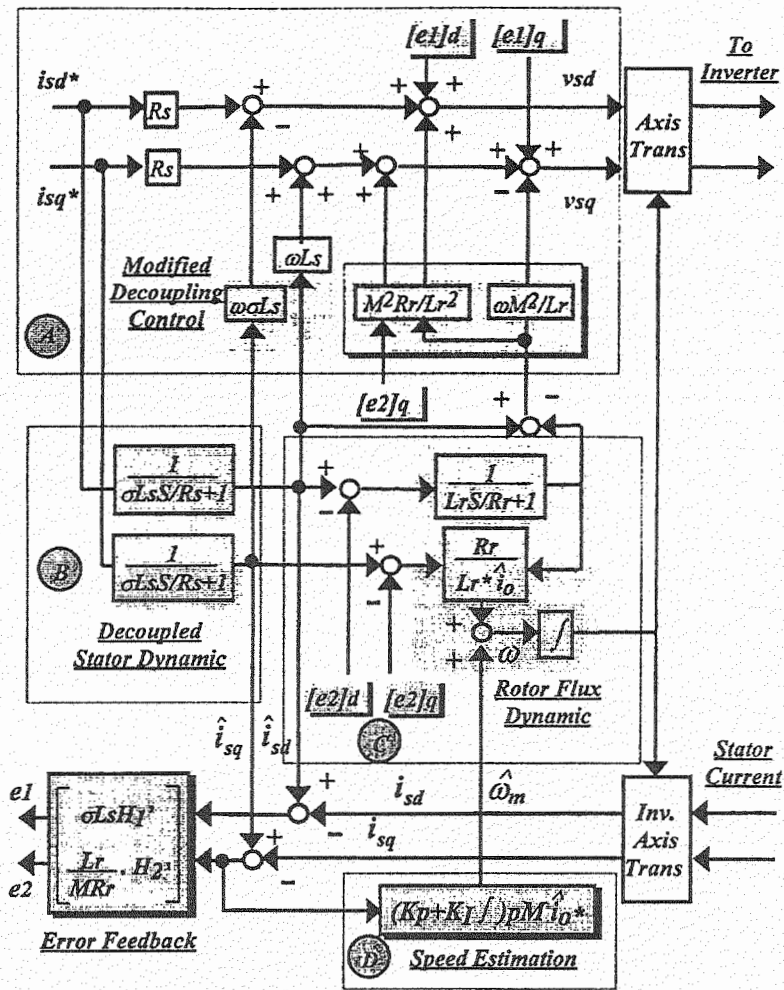 [e1]d [e1]q
To
Inverter
isd*
Rs
+
−
+
+
+
vsd
Axis
Trans
isq*
Rs
+
+
+
+
−
+
vsq
ωLs
Modified
Decoupling
Control
ωσLs
M²Rr/Lr²
ωM²/Lr
A
[e2]q
+
−
1
σLsS/Rs+1
+
−
1
LrS/Rr+1
B
1
σLsS/Rs+1
+
−
Rr
Lr*îo
Decoupled
Stator Dynamic
+
+
ω
∫
[e2]d [e2]q
Rotor Flux
Dynamic
C
îsq îsd
ω̂m
Stator
Current
e1
σLsH1'
+
−
isd
isq
Inv.
Axis
Trans
e2
Lr
MRr
· H2'
+
−
Error Feedback
(Kp+KI∫)pMîo*
D
Speed Estimation